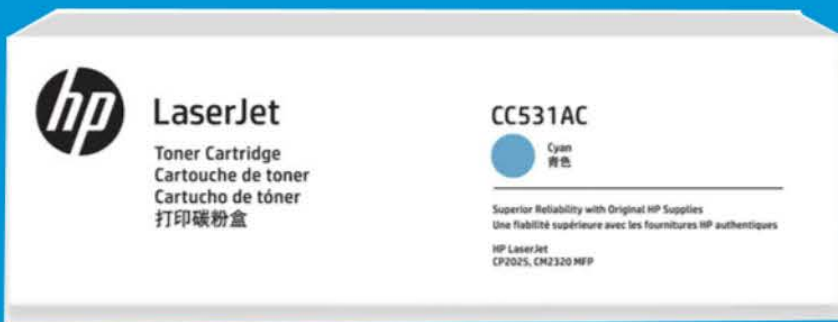 hp
LaserJet
Toner Cartridge
Cartouche de toner
Cartucho de tóner
打印碳粉盒
CC531AC
Cyan
青色
Superior Reliability with Original HP Supplies
Une fiabilité supérieure avec les fournitures HP authentiques
HP LaserJet
CP2025, CM2320 MFP